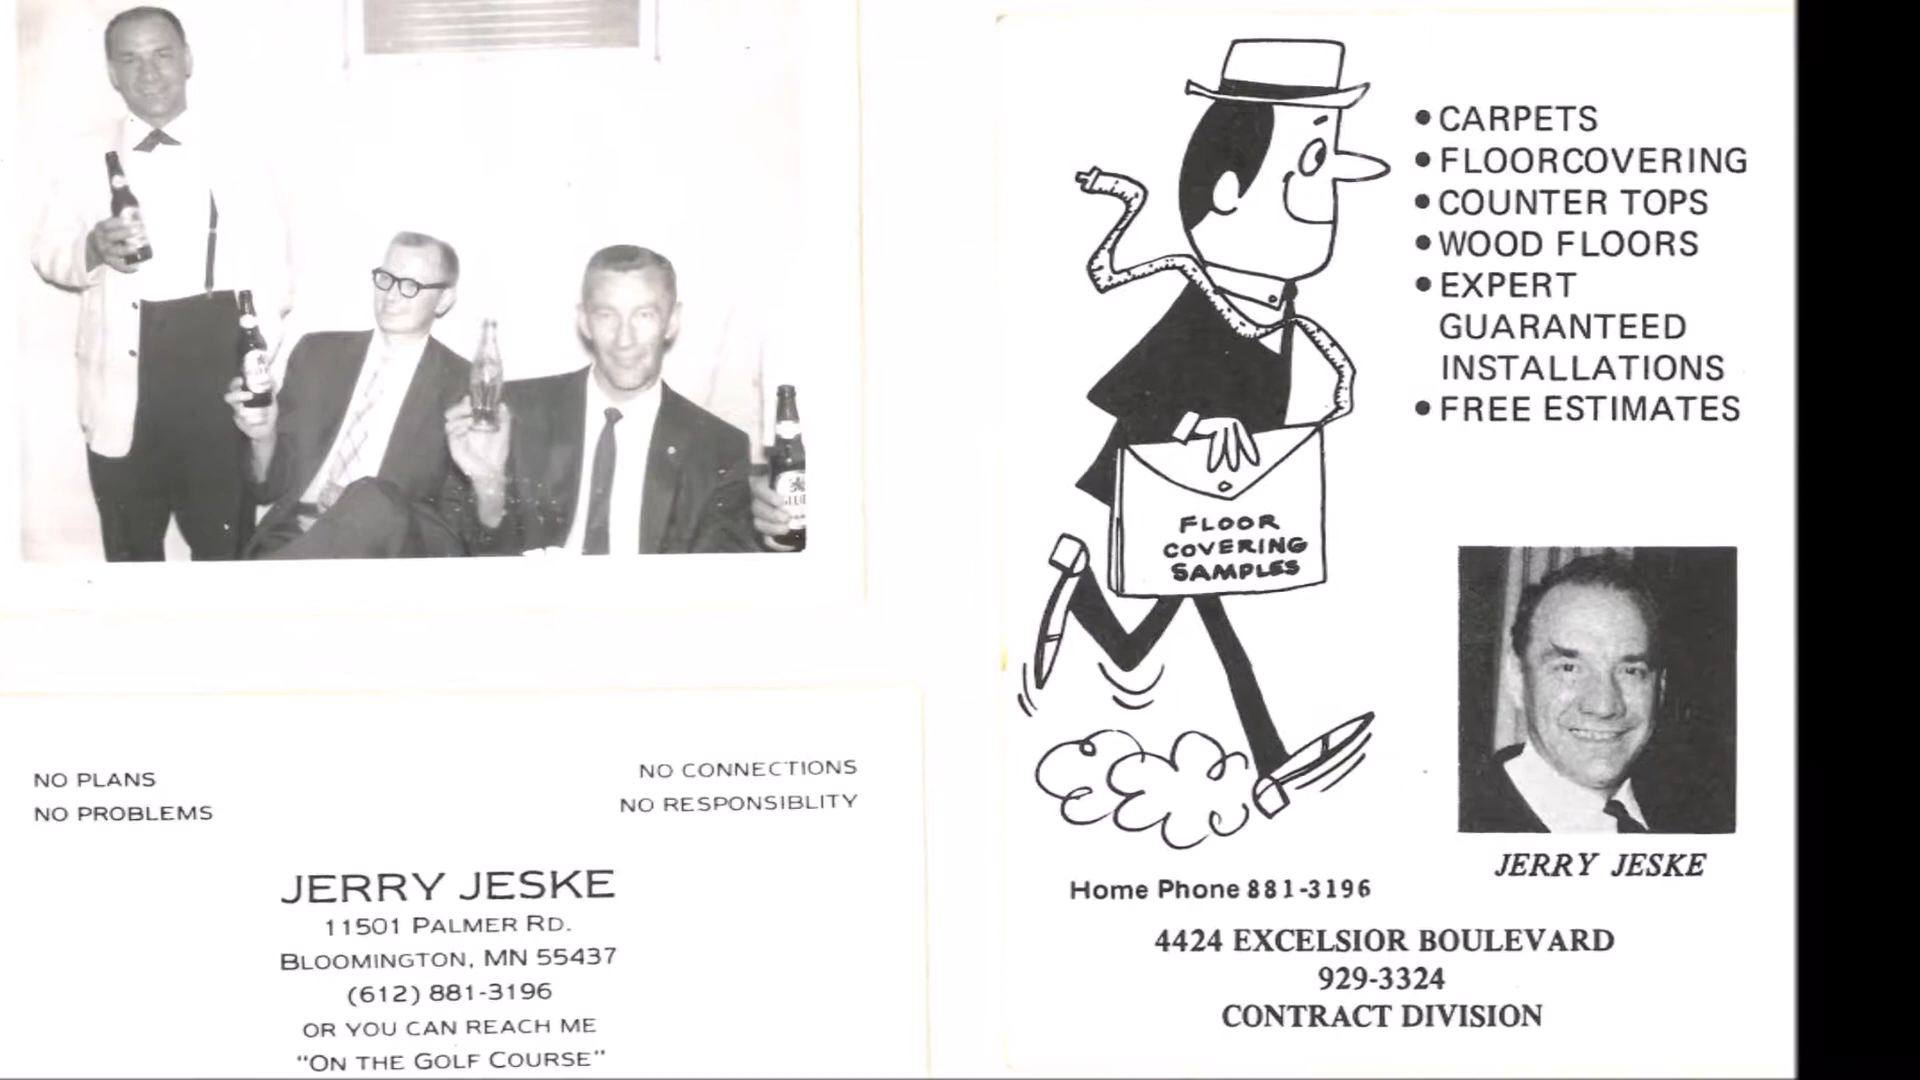 NO PLANS
NO PROBLEMS
NO CONNECTIONS
NO RESPONSIBLITY
JERRY JESKE
11501 PALMER RD.
BLOOMINGTON, MN 55437
(612) 881-3196
OR YOU CAN REACH ME
"ON THE GOLF COURSE"
• CARPETS
• FLOORCOVERING
• COUNTER TOPS
• WOOD FLOORS
• EXPERT
GUARANTEED
INSTALLATIONS
• FREE ESTIMATES
FLOOR
COVERING
SAMPLES
JERRY JESKE
Home Phone 881-3196
4424 EXCELSIOR BOULEVARD
929-3324
CONTRACT DIVISION